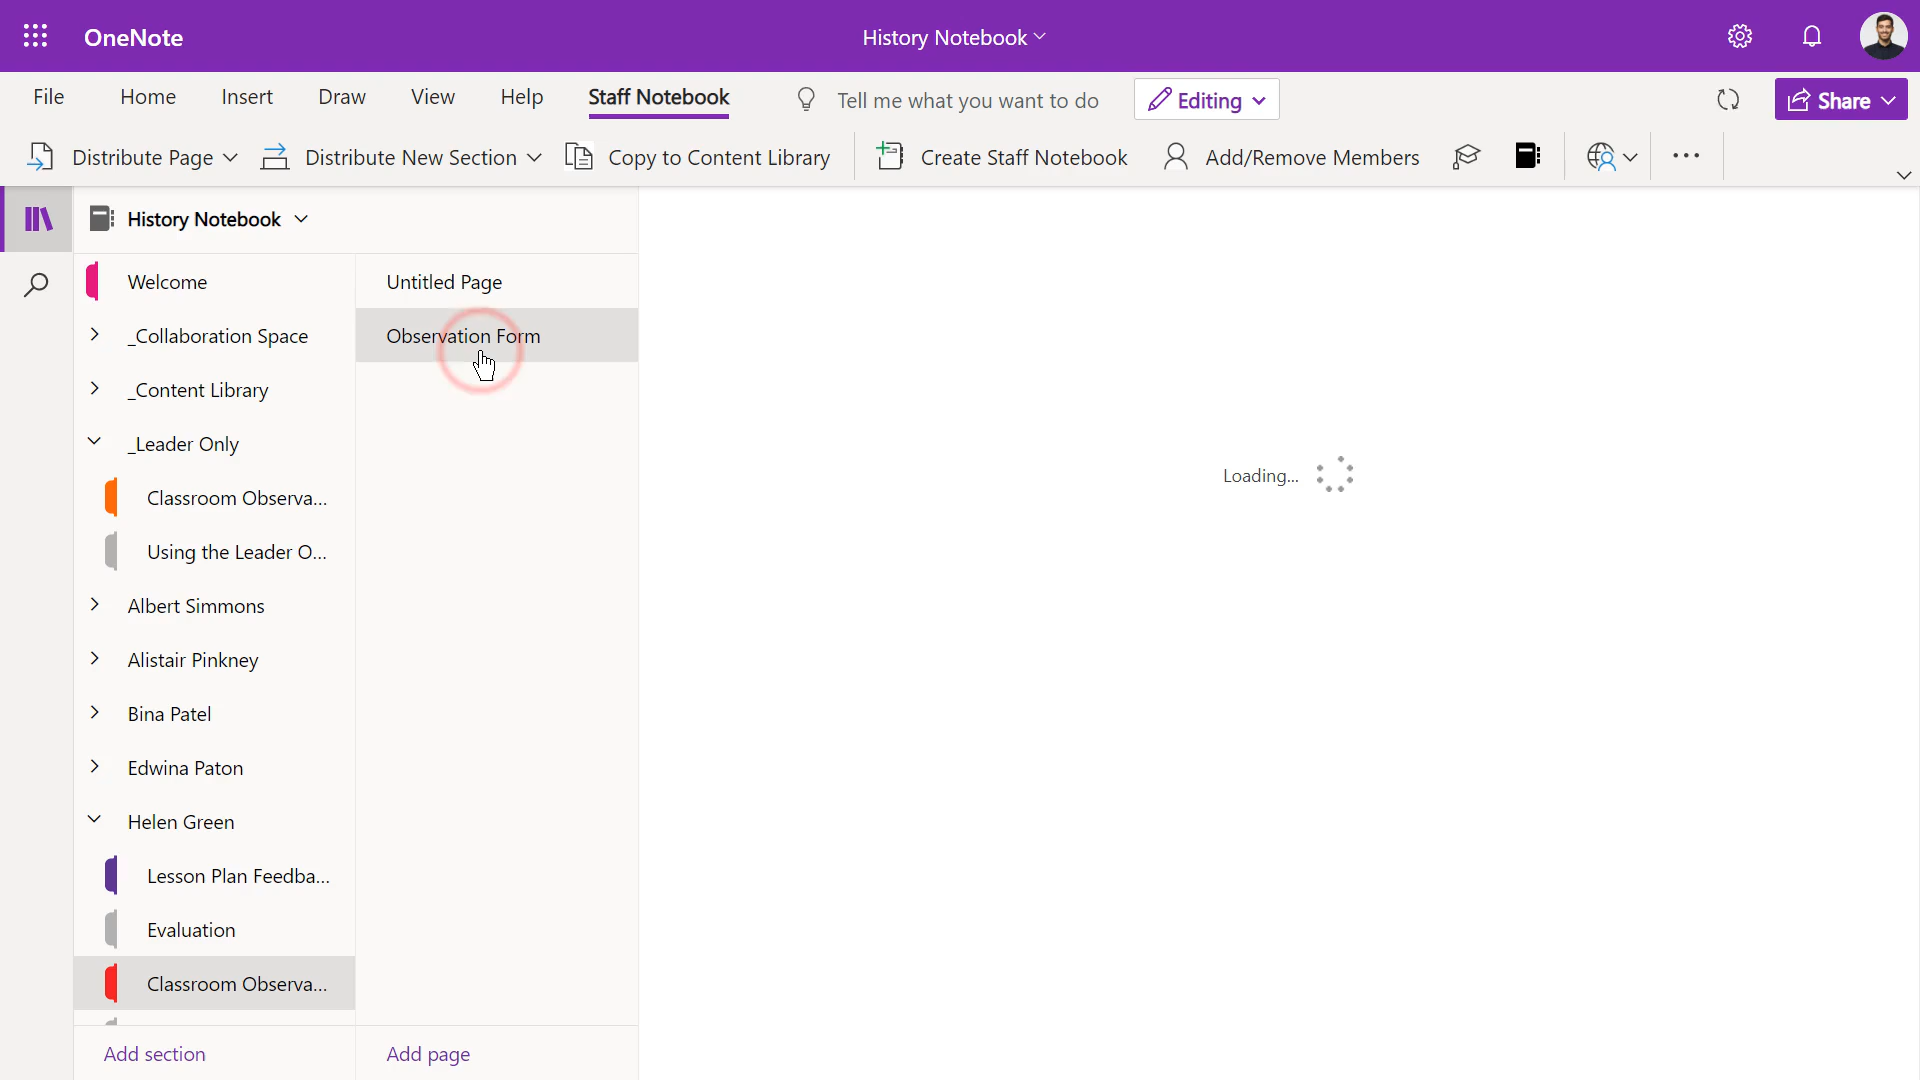 OneNote
History Notebook
File Home Insert Draw View Help Staff Notebook Tell me what you want to do Editing Share
Distribute Page Distribute New Section Copy to Content Library Create Staff Notebook Add/Remove Members
History Notebook
Welcome
_Collaboration Space
_Content Library
_Leader Only
Classroom Observa...
Using the Leader O...
Albert Simmons
Alistair Pinkney
Bina Patel
Edwina Paton
Helen Green
Lesson Plan Feedba...
Evaluation
Classroom Observa...
Add section
Untitled Page
Observation Form
Add page
Loading...